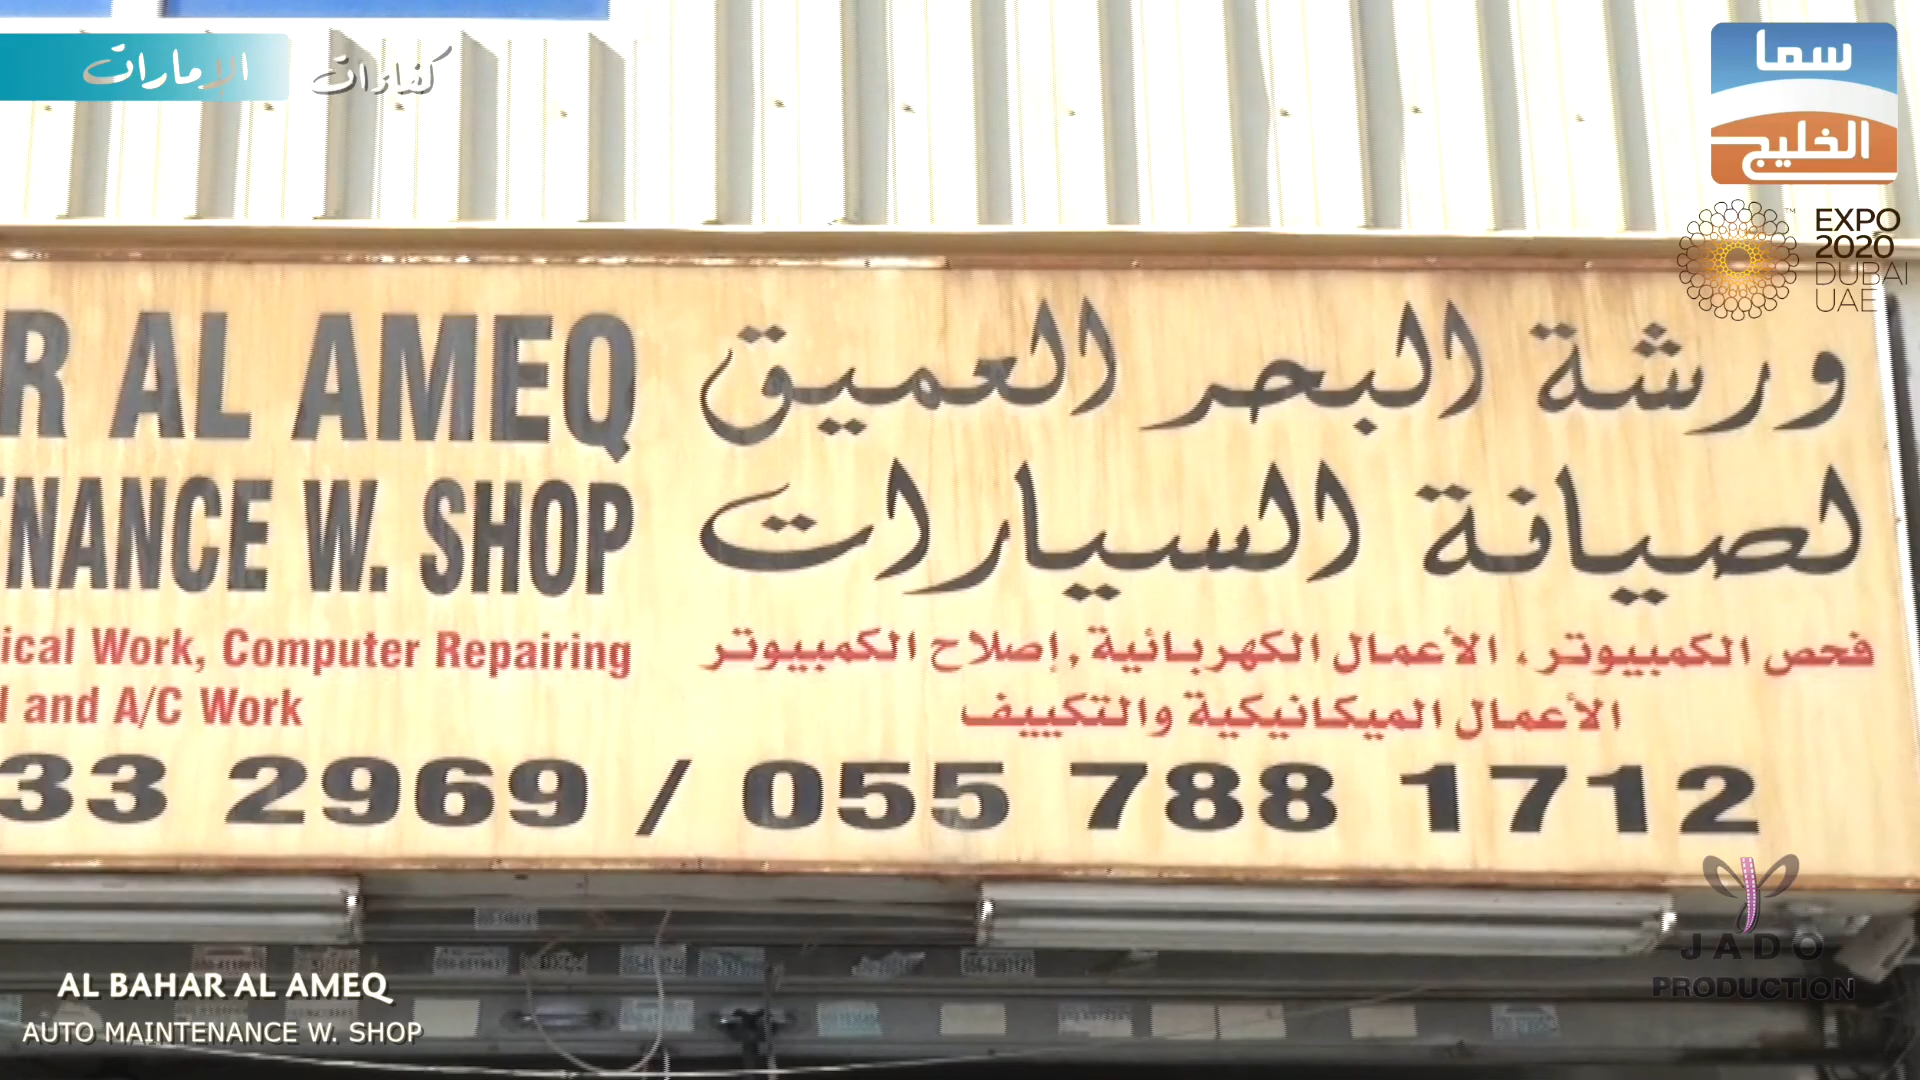 كفاءات الإمارات
سما
الخليج
EXPO
2020
DUBAI
UAE
ورشة البحر العميق
لصيانة السيارات
R AL AMEQ
ENANCE W. SHOP
فحص الكمبيوتر، الأعمال الكهربائية، إصلاح الكمبيوتر
الأعمال الميكانيكية والتكييف
ical Work, Computer Repairing
l and A/C Work
33 2969 / 055 788 1712
JADO
PRODUCTION
AL BAHAR AL AMEQ
AUTO MAINTENANCE W. SHOP